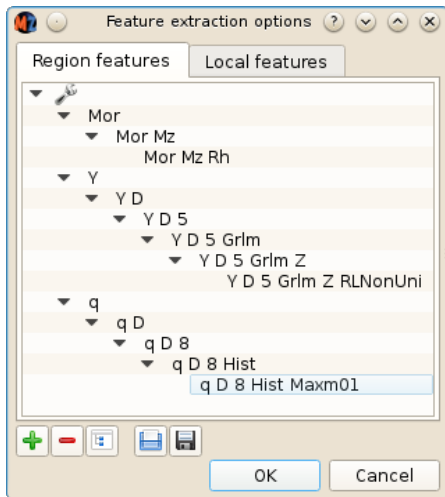 Feature extraction options
Region features
Local features
Mor
Mor Mz
Mor Mz Rh
Y
Y D
Y D 5
Y D 5 Grlm
Y D 5 Grlm Z
Y D 5 Grlm Z RLNonUni
q
q D
q D 8
q D 8 Hist
q D 8 Hist Maxm01
OK
Cancel